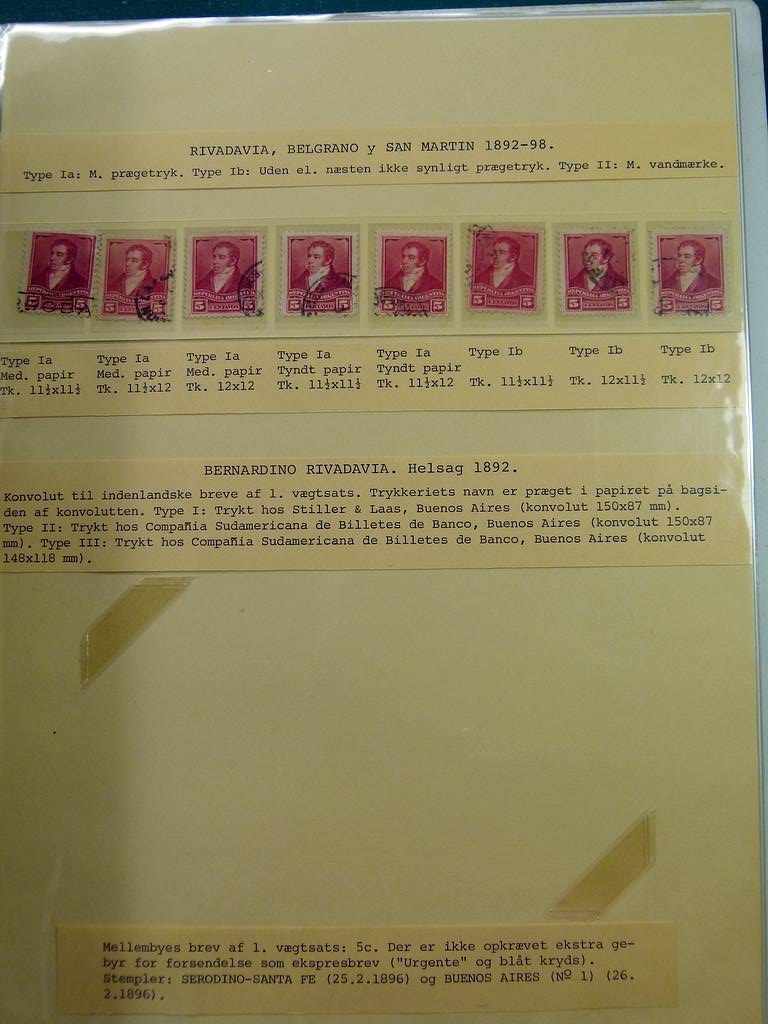 RIVADAVIA, BELGRANO y SAN MARTIN 1892-98.
Type Ia: M. prægetryk. Type Ib: Uden el. næsten ikke synligt prægetryk. Type II: M. vandmærke.
REPUBLICA ARGENTINA
5 CENTAVOS 5
Type Ia
Med. papir
Tk. 11½x11½
Type Ia
Med. papir
Tk. 11½x12
Type Ia
Med. papir
Tk. 12x12
Type Ia
Tyndt papir
Tk. 11½x11½
Type Ia
Tyndt papir
Tk. 11½x12
Type Ib
Tk. 11½x11½
Type Ib
Tk. 12x11½
Type Ib
Tk. 12x12
BERNARDINO RIVADAVIA. Helsag 1892.
Konvolut til indenlandske breve af 1. vægtsats. Trykkeriets navn er præget i papiret på bagsi-
den af konvolutten. Type I: Trykt hos Stiller & Laas, Buenos Aires (konvolut 150x87 mm).
Type II: Trykt hos Compañia Sudamericana de Billetes de Banco, Buenos Aires (konvolut 150x87
mm). Type III: Trykt hos Compañia Sudamericana de Billetes de Banco, Buenos Aires (konvolut
148x118 mm).
Mellembyes brev af 1. vægtsats: 5c. Der er ikke opkrævet ekstra ge-
byr for forsendelse som ekspresbrev ("Urgente" og blåt kryds).
Stempler: SERODINO-SANTA FE (25.2.1896) og BUENOS AIRES (Nº 1) (26.
2.1896).